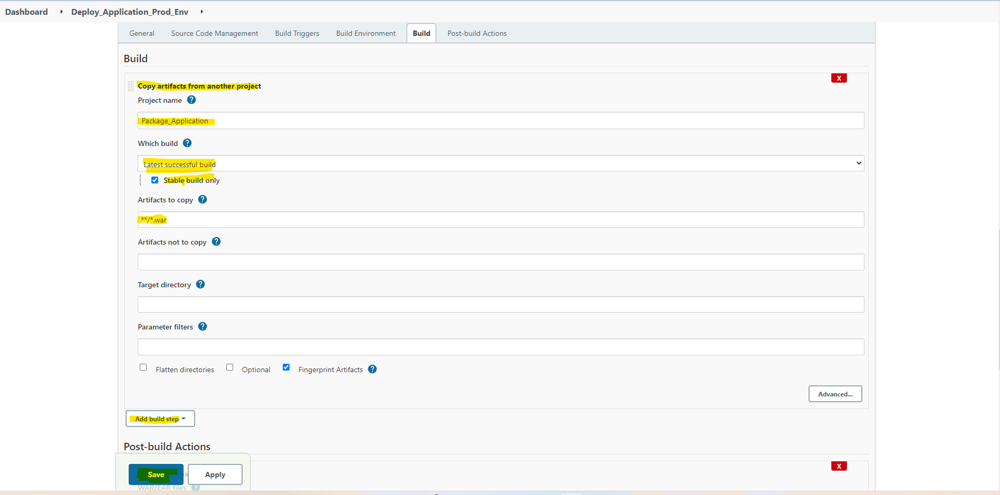 Dashboard Deploy_Application_Prod_Env
General Source Code Management Build Triggers Build Environment Build Post-build Actions
Build
X
Copy artifacts from another project
Project name ?
Package_Application
Which build ?
Latest successful build
Stable build only
Artifacts to copy ?
**/*.war
Artifacts not to copy ?
Target directory ?
Parameter filters ?
Flatten directories Optional Fingerprint Artifacts ?
Advanced...
Add build step
Post-build Actions
X
Save Apply
WAR/EAR files ?